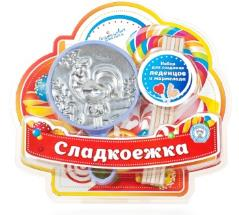 Набор для создания
леденцов
и мармелада
Сладкоежка